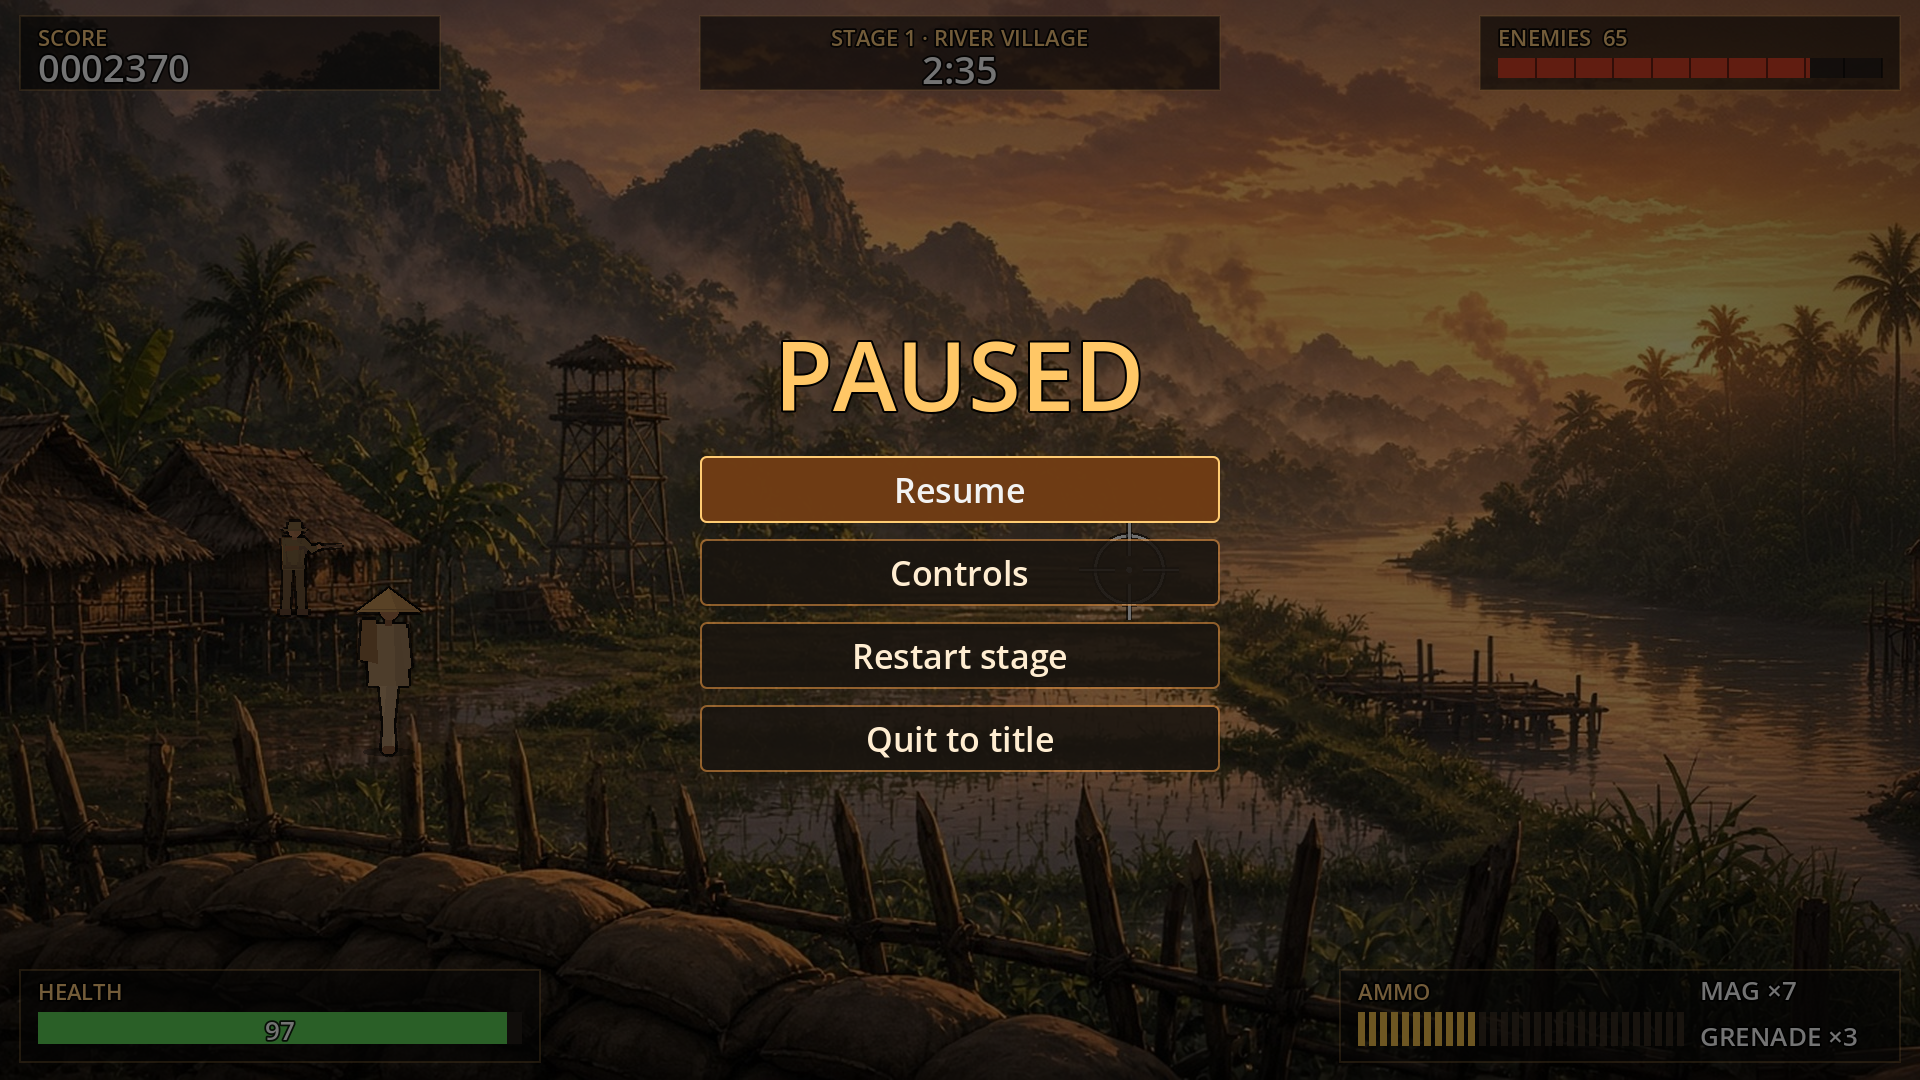 SCORE
0002370
STAGE 1 · RIVER VILLAGE
2:35
ENEMIES 65
PAUSED
Resume
Controls
Restart stage
Quit to title
HEALTH
97
AMMO
MAG ×7
GRENADE ×3